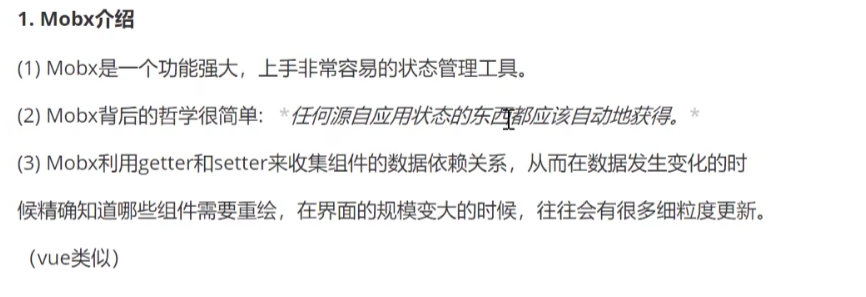 1. Mobx介绍
(1) Mobx是一个功能强大，上手非常容易的状态管理工具。
(2) Mobx背后的哲学很简单: *任何源自应用状态的东西都应该自动地获得。*
(3) Mobx利用getter和setter来收集组件的数据依赖关系，从而在数据发生变化的时
候精确知道哪些组件需要重绘，在界面的规模变大的时候，往往会有很多细粒度更新。
（vue类似）